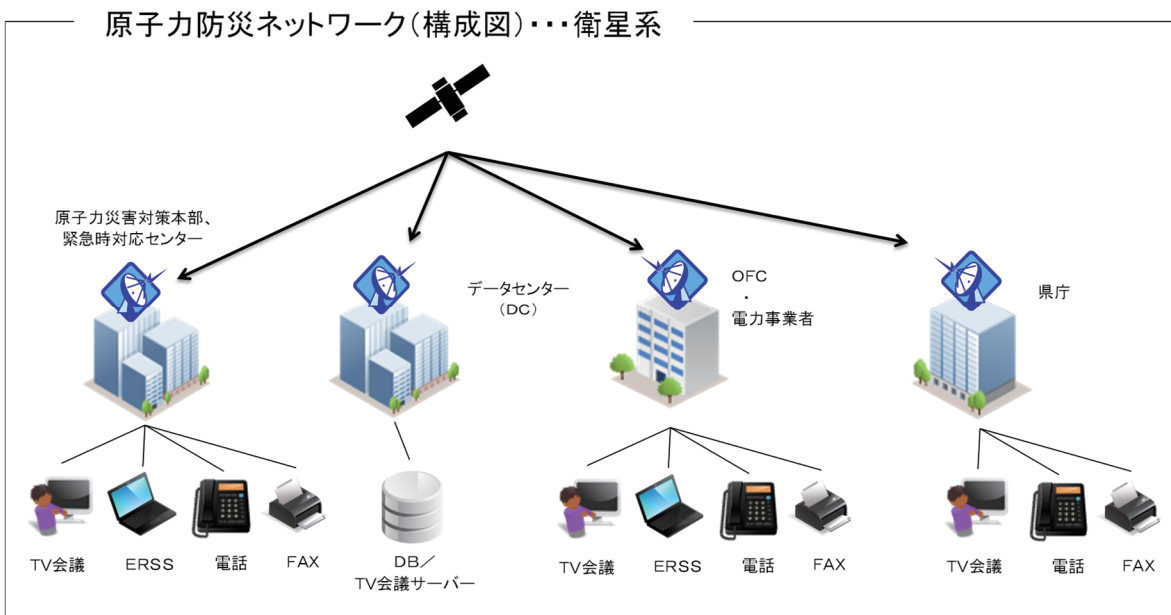 原子力防災ネットワーク(構成図)･･･衛星系
原子力災害対策本部、
緊急時対応センター
データセンター
(DC)
OFC
・
電力事業者
県庁
TV会議
ERSS
電話
FAX
DB／
TV会議サーバー
TV会議
ERSS
電話
FAX
TV会議
電話
FAX